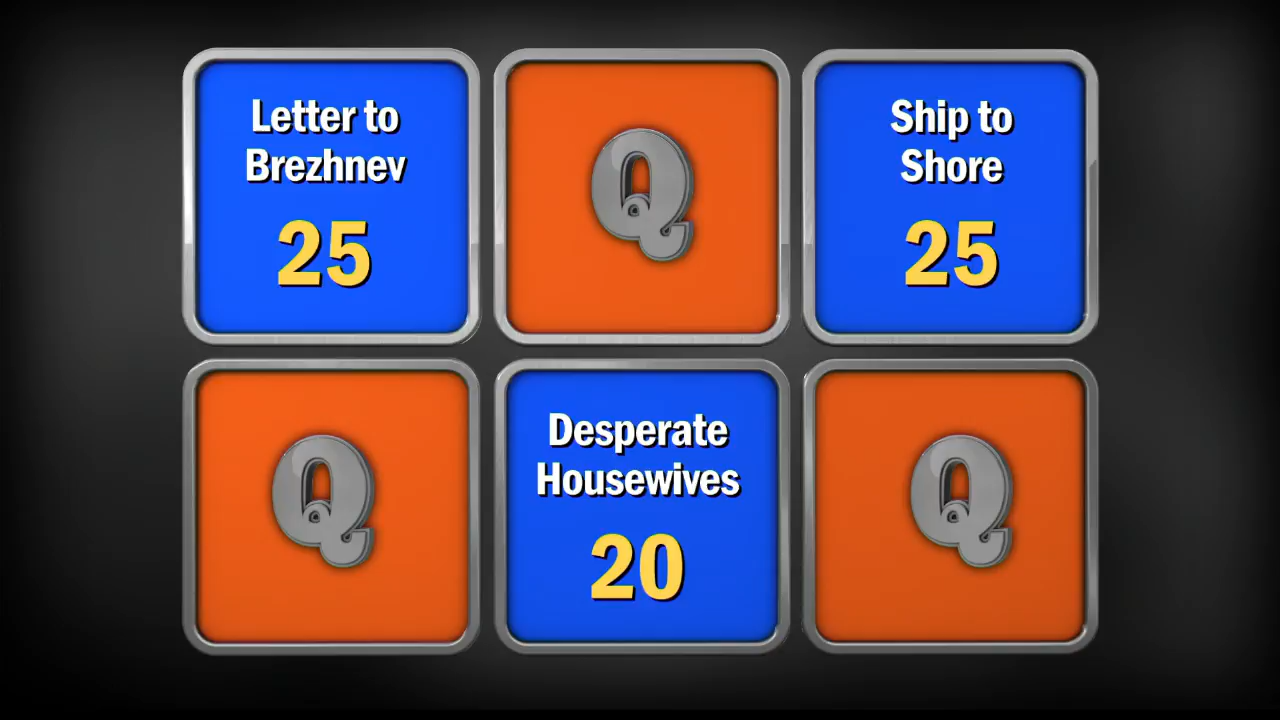 Letter to
Brezhnev
25
Q
Ship to
Shore
25
Q
Desperate
Housewives
20
Q